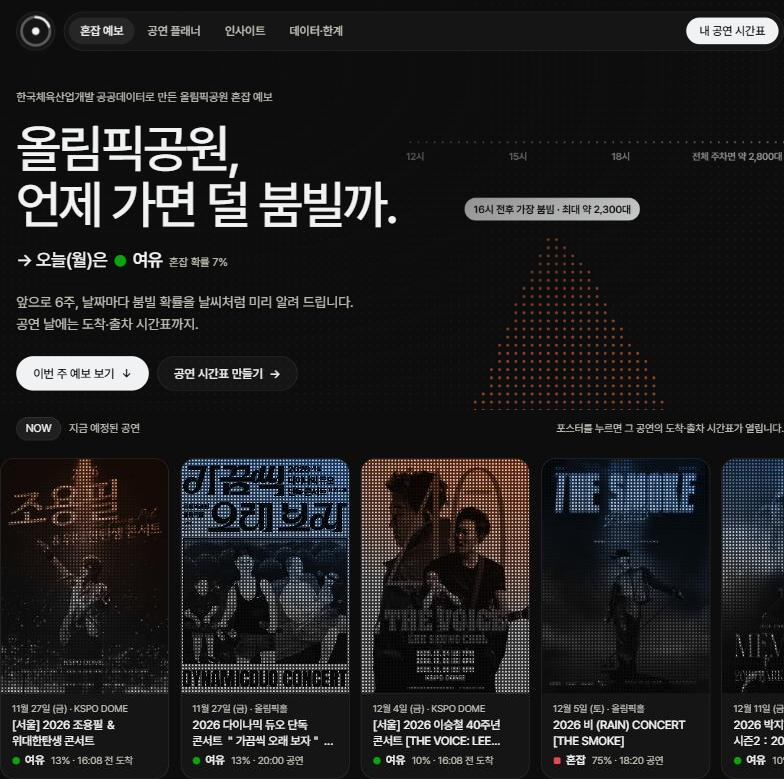 혼잡 예보 공연 플래너 인사이트 데이터·한계 내 공연 시간표
한국체육산업개발 공공데이터로 만든 올림픽공원 혼잡 예보
올림픽공원,
언제 가면 덜 붐빌까.
→ 오늘(월)은 여유 혼잡 확률 7%
앞으로 6주, 날짜마다 붐빌 확률을 날씨처럼 미리 알려 드립니다.
공연 날에는 도착·출차 시간표까지.
이번 주 예보 보기 ↓ 공연 시간표 만들기 →
12시 15시 18시 전체 주차면 약 2,800대
16시 전후 가장 붐빔 · 최대 약 2,300대
NOW 지금 예정된 공연
포스터를 누르면 그 공연의 도착·출차 시간표가 열립니다.
조용필
& 위대한탄생 콘서트
11월 27일 (금) · KSPO DOME
[서울] 2026 조용필 &
위대한탄생 콘서트
여유 13% · 16:08 전 도착
가끔씩
오래 보자
DYNAMICDUO CONCERT
11월 27일 (금) · 올림픽홀
2026 다이나믹 듀오 단독
콘서트 "가끔씩 오래 보자" ...
여유 13% · 20:00 공연
THE VOICE
LEE SEUNG CHUL
12월 4일 (금) · KSPO DOME
[서울] 2026 이승철 40주년
콘서트 [THE VOICE: LEE...
여유 10% · 16:08 전 도착
THE SMOKE
12월 5일 (토) · 올림픽홀
2026 비 (RAIN) CONCERT
[THE SMOKE]
혼잡 75% · 18:20 공연
12월 11일 (금
2026 박지
시즌2 : 20
여유